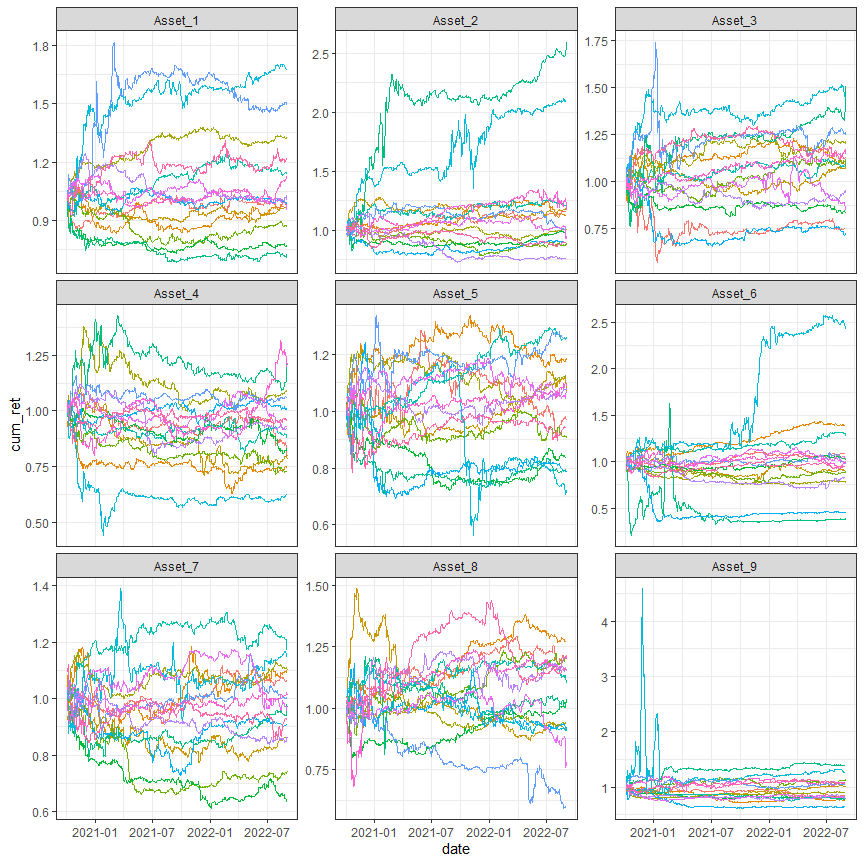 Asset_1 Asset_2 Asset_3
1.8 1.5 1.2 0.9
2.5 2.0 1.5 1.0
1.75 1.50 1.25 1.00 0.75
Asset_4 Asset_5 Asset_6
cum_ret
1.25 1.00 0.75 0.50
1.2 1.0 0.8 0.6
2.5 2.0 1.5 1.0 0.5
Asset_7 Asset_8 Asset_9
1.4 1.2 1.0 0.8 0.6
1.50 1.25 1.00 0.75
4 3 2 1
2021-01 2021-07 2022-01 2022-07 2021-01 2021-07 2022-01 2022-07 2021-01 2021-07 2022-01 2022-07
date